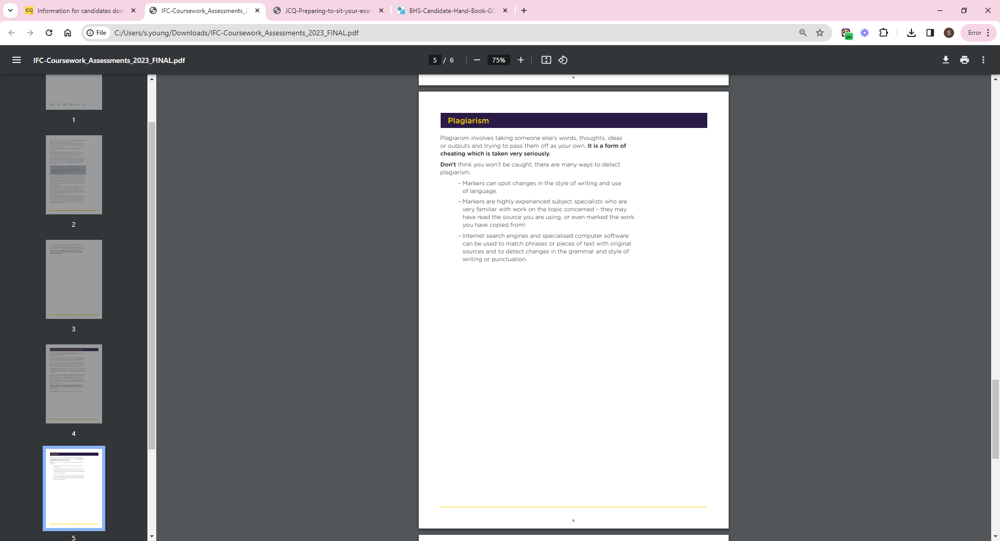 Information for candidates docu
IFC-Coursework_Assessments_2
JCQ-Preparing-to-sit-your-exam
BHS-Candidate-Hand-Book-GC
File
C:/Users/s.young/Downloads/IFC-Coursework_Assessments_2023_FINAL.pdf
on
S
Error
IFC-Coursework_Assessments_2023_FINAL.pdf
5 / 6
75%
1
2
3
4
5
4
Plagiarism
Plagiarism involves taking someone else's words, thoughts, ideas
or outputs and trying to pass them off as your own. It is a form of
cheating which is taken very seriously.
Don't think you won't be caught; there are many ways to detect
plagiarism.
– Markers can spot changes in the style of writing and use
of language.
– Markers are highly experienced subject specialists who are
very familiar with work on the topic concerned – they may
have read the source you are using, or even marked the work
you have copied from!
– Internet search engines and specialised computer software
can be used to match phrases or pieces of text with original
sources and to detect changes in the grammar and style of
writing or punctuation.
5